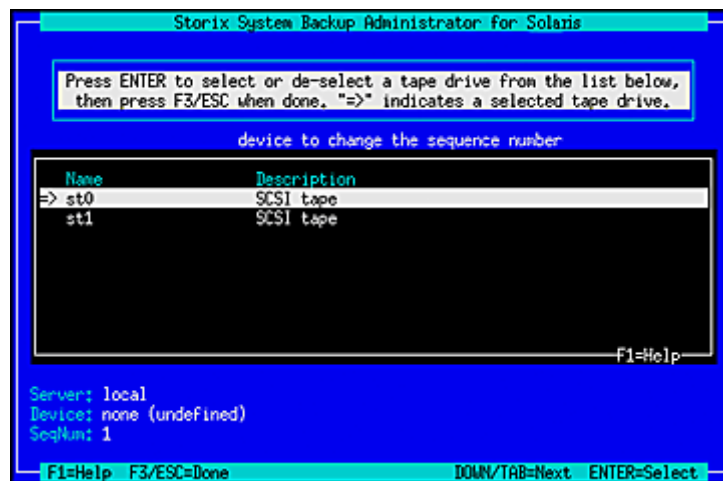 Storix System Backup Administrator for Solaris
Press ENTER to select or de-select a tape drive from the list below,
then press F3/ESC when done. "=>" indicates a selected tape drive.
device to change the sequence number
Name Description
=> st0 SCSI tape
st1 SCSI tape
F1=Help
Server: local
Device: none (undefined)
SeqNum: 1
F1=Help F3/ESC=Done DOWN/TAB=Next ENTER=Select